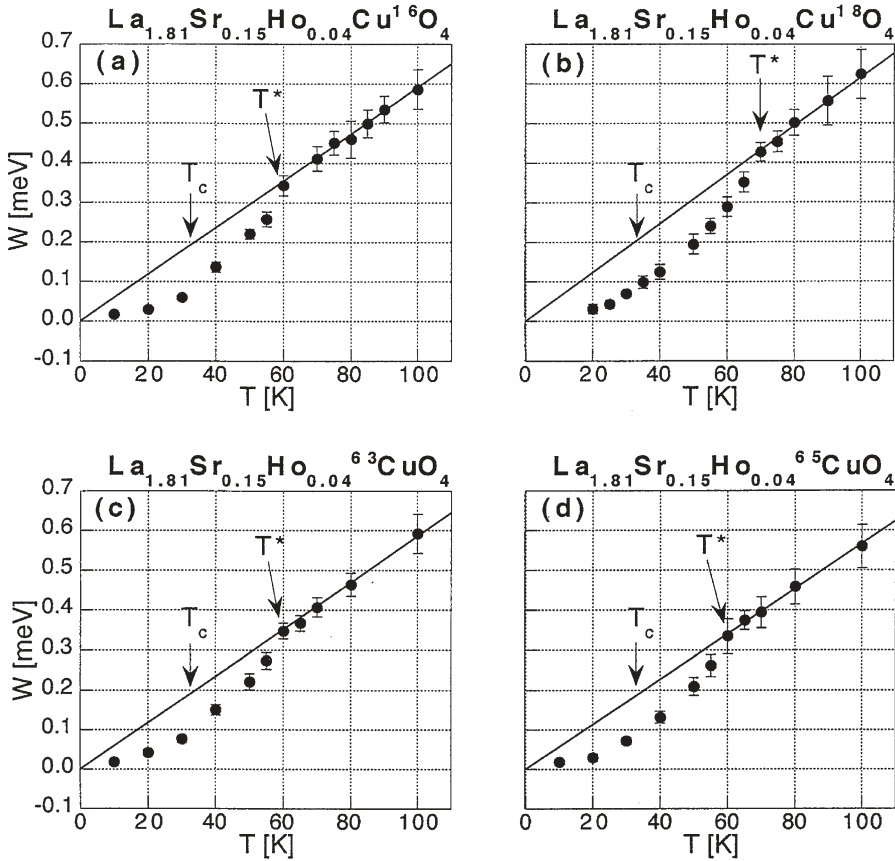 La1.81Sr0.15Ho0.04Cu16O4
(a)
T*
Tc
W [meV]
0.7
0.6
0.5
0.4
0.3
0.2
0.1
0.0
-0.1
0 20 40 60 80 100
T [K]
La1.81Sr0.15Ho0.04Cu18O4
(b)
T*
Tc
0 20 40 60 80 100
T [K]
La1.81Sr0.15Ho0.04 63CuO4
(c)
T*
Tc
W [meV]
0.7
0.6
0.5
0.4
0.3
0.2
0.1
0.0
-0.1
0 20 40 60 80 100
T [K]
La1.81Sr0.15Ho0.04 65CuO4
(d)
T*
Tc
0 20 40 60 80 100
T [K]